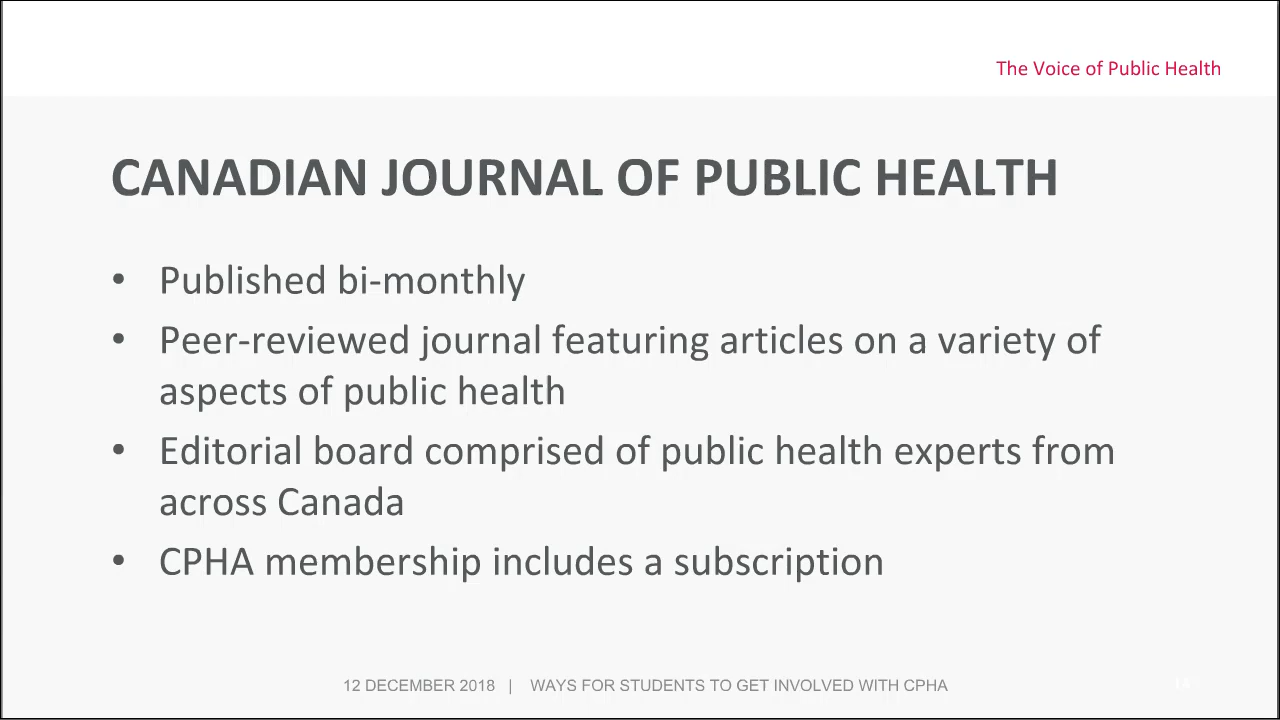 The Voice of Public Health
CANADIAN JOURNAL OF PUBLIC HEALTH
• Published bi-monthly
• Peer-reviewed journal featuring articles on a variety of
aspects of public health
• Editorial board comprised of public health experts from
across Canada
• CPHA membership includes a subscription
12 DECEMBER 2018 | WAYS FOR STUDENTS TO GET INVOLVED WITH CPHA